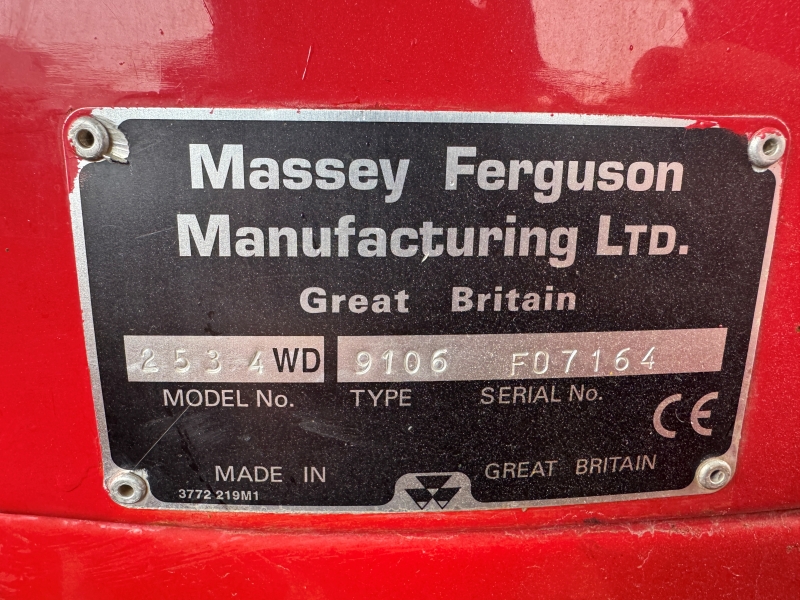 Massey Ferguson
Manufacturing LTD.
Great Britain
253 4WD 9106 F07164
MODEL No. TYPE SERIAL No.
CE
MADE IN GREAT BRITAIN
3772 219M1